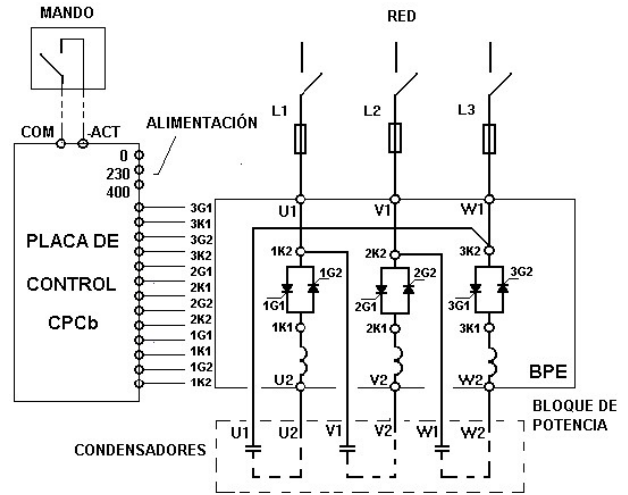 MANDO
RED
L1
L2
L3
COM
-ACT
ALIMENTACIÓN
0
230
400
3G1
3K1
3G2
3K2
2G1
2K1
2G2
2K2
1G1
1K1
1G2
1K2
PLACA DE
CONTROL
CPCb
U1
V1
W1
1K2
2K2
3K2
1G2
2G2
3G2
1G1
2G1
3G1
1K1
2K1
3K1
U2
V2
W2
BPE
BLOQUE DE
POTENCIA
CONDENSADORES
U1
U2
V1
V2
W1
W2